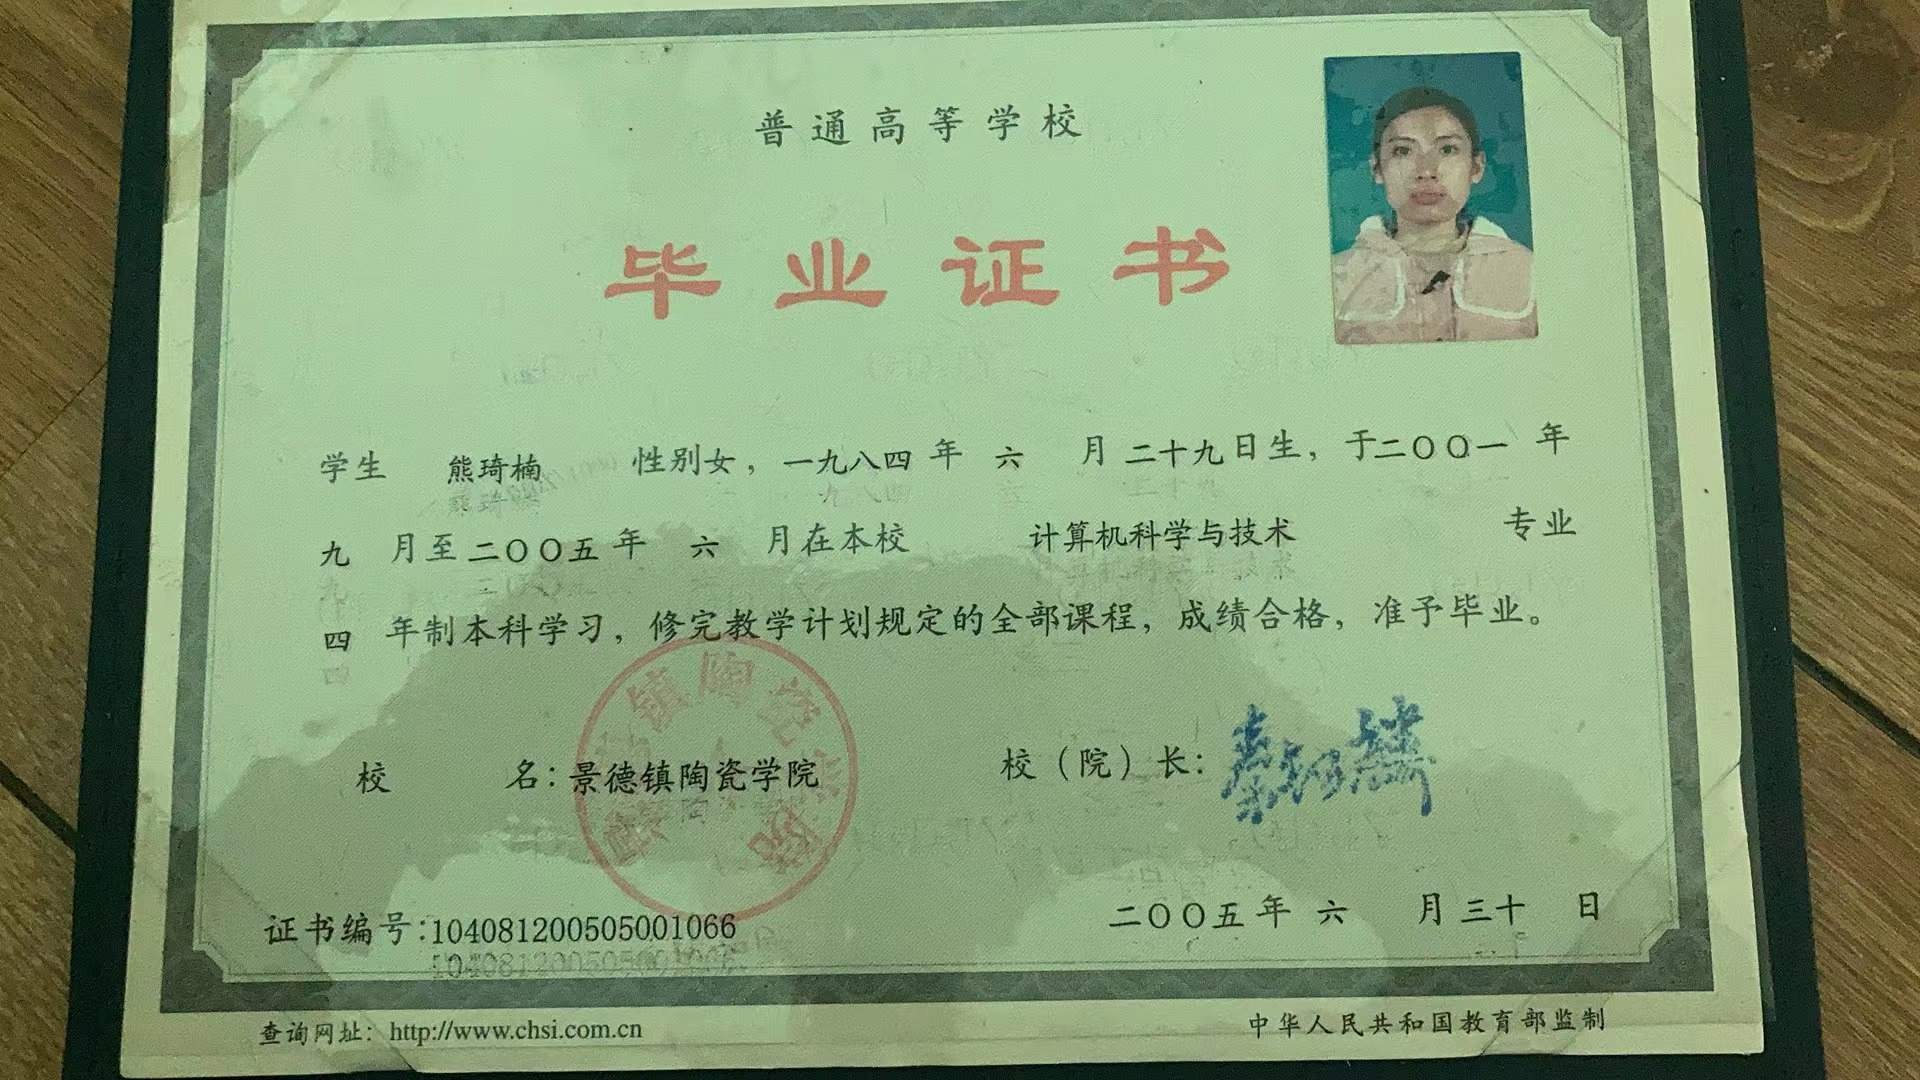 普通高等学校
毕业证书
学生 熊琦楠 性别女，一九八四年 六 月二十九日生，于二〇〇一 年
九 月至二〇〇五年 六 月在本校 计算机科学与技术 专业
四 年制本科学习，修完教学计划规定的全部课程，成绩合格，准予毕业。
校 名：景德镇陶瓷学院 校（院）长：
景德镇陶瓷学院
证书编号：104081200505001066 二〇〇五年 六 月三十 日
查询网址：http://www.chsi.com.cn 中华人民共和国教育部监制